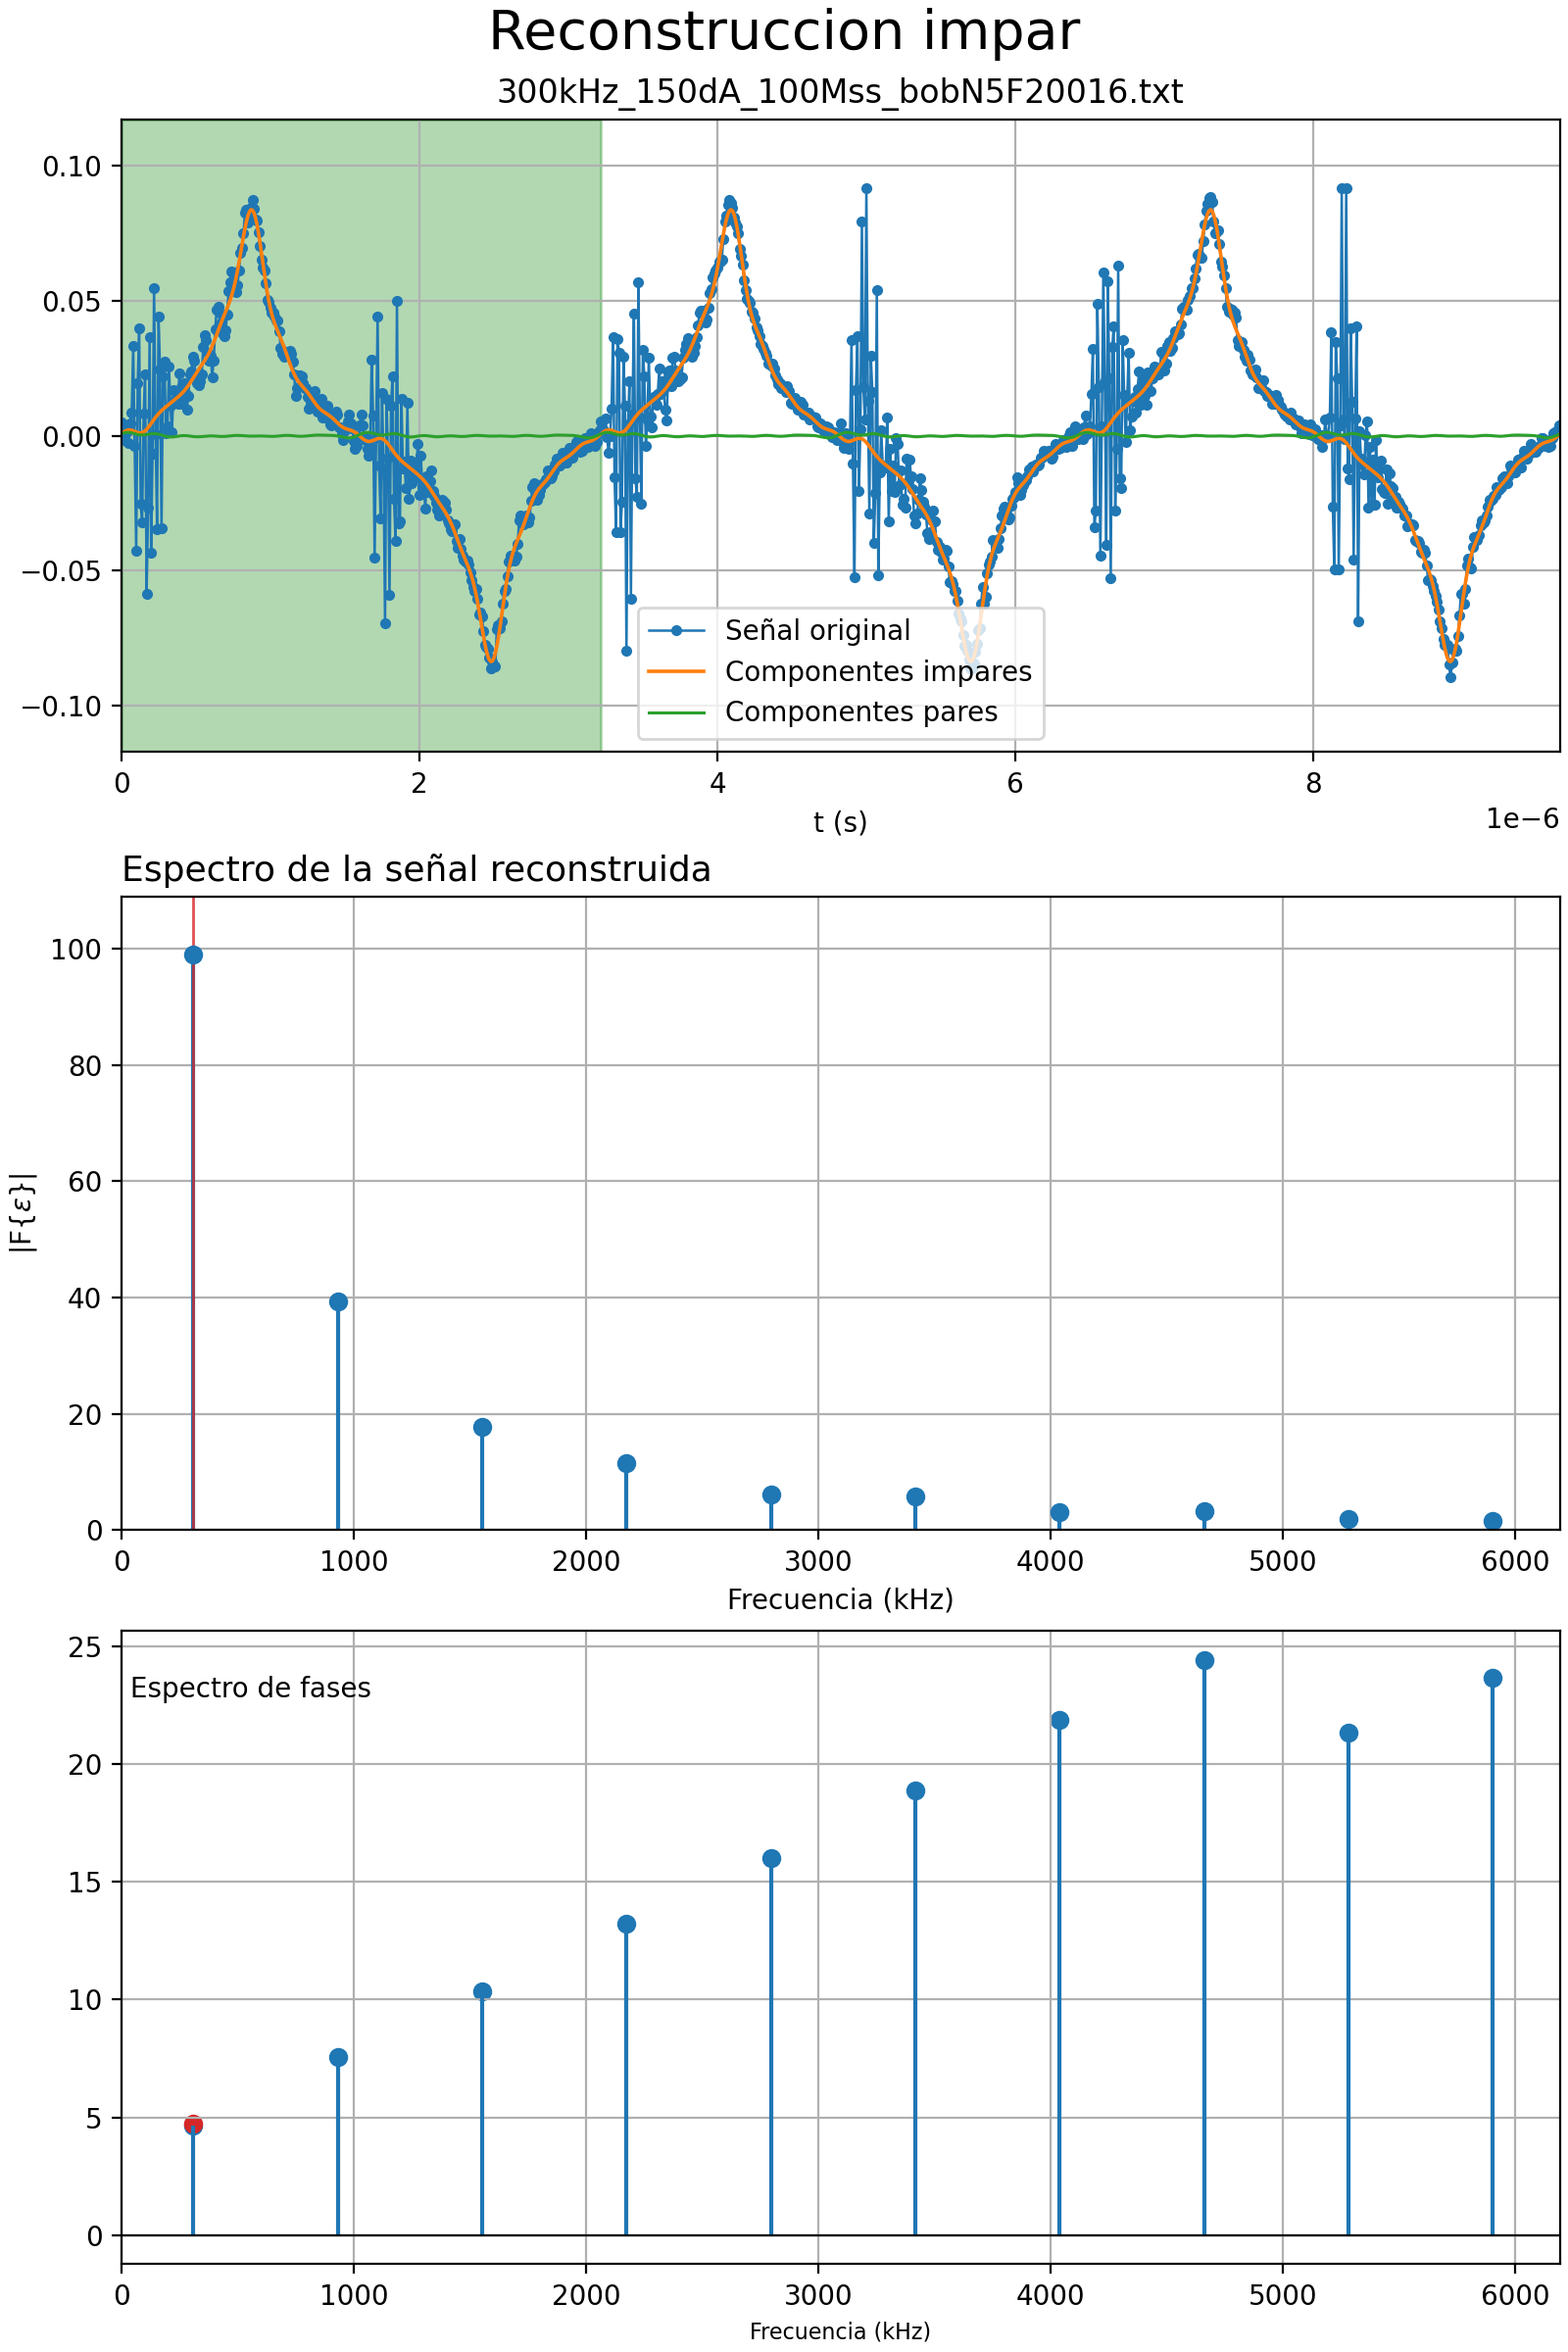 Reconstruccion impar
300kHz_150dA_100Mss_bobN5F20016.txt
0.10
0.05
0.00
−0.05
−0.10
Señal original
Componentes impares
Componentes pares
0 2 4 6 8
1e−6
t (s)
Espectro de la señal reconstruida
100
80
60
40
20
0
|F{ε}|
0 1000 2000 3000 4000 5000 6000
Frecuencia (kHz)
25
20
15
10
5
0
Espectro de fases
0 1000 2000 3000 4000 5000 6000
Frecuencia (kHz)